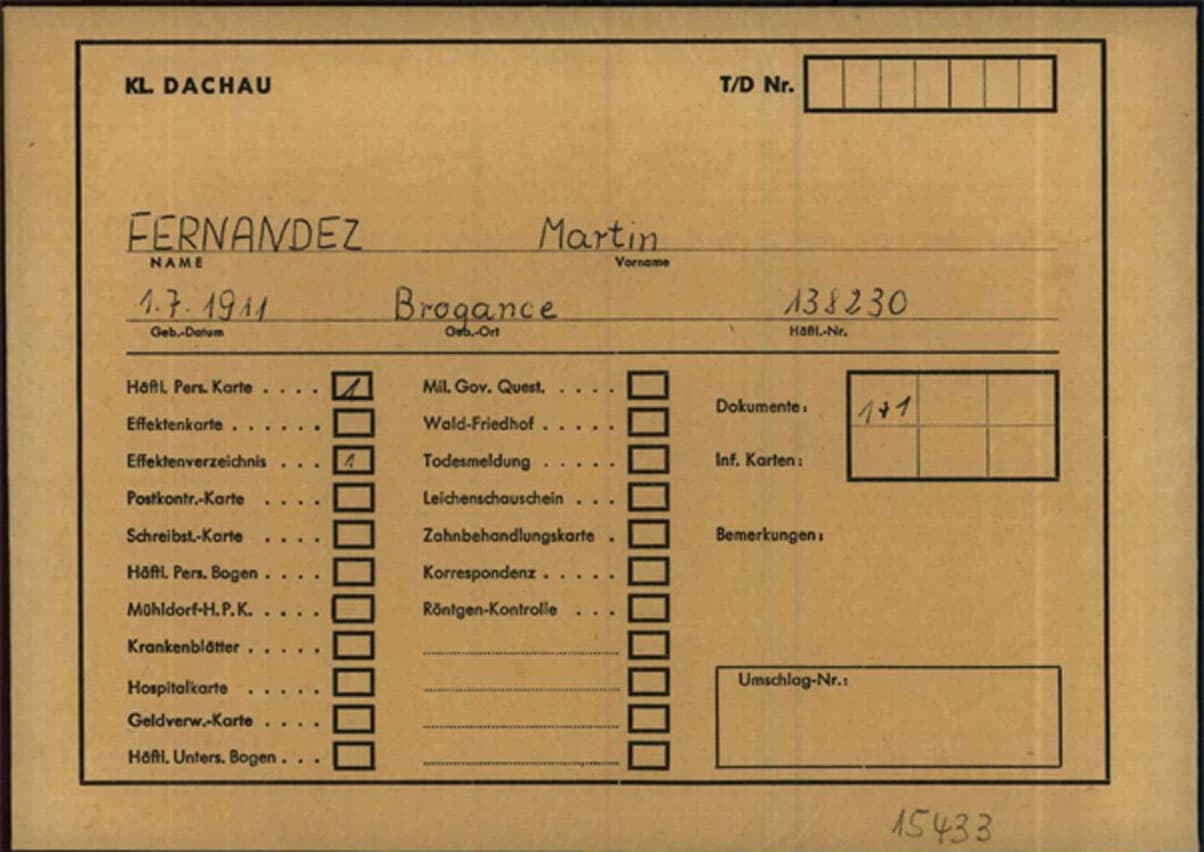 KL. DACHAU T/D Nr.
FERNANDEZ Martin
NAME Vorname
1.7.1911 Brogance 138230
Geb.-Datum Geb.-Ort Häftl.-Nr.
Häftl. Pers. Karte . . . . 1 Mil. Gov. Quest. . . . . .
Effektenkarte . . . . . . Wald-Friedhof . . . . .
Dokumente: 1+1
Effektenverzeichnis . . . 1 Todesmeldung . . . . .
Inf. Karten:
Postkontr.-Karte . . . . Leichenschauschein . . .
Schreibst.-Karte . . . . Zahnbehandlungskarte .
Bemerkungen:
Häftl. Pers. Bogen . . . . Korrespondenz . . . . .
Mühldorf-H.P.K. . . . . Röntgen-Kontrolle . . .
Krankenblätter . . . . .
Hospitalkarte . . . . .
Umschlag-Nr.:
Geldverw.-Karte . . . .
Häftl. Unters. Bogen . . .
15433